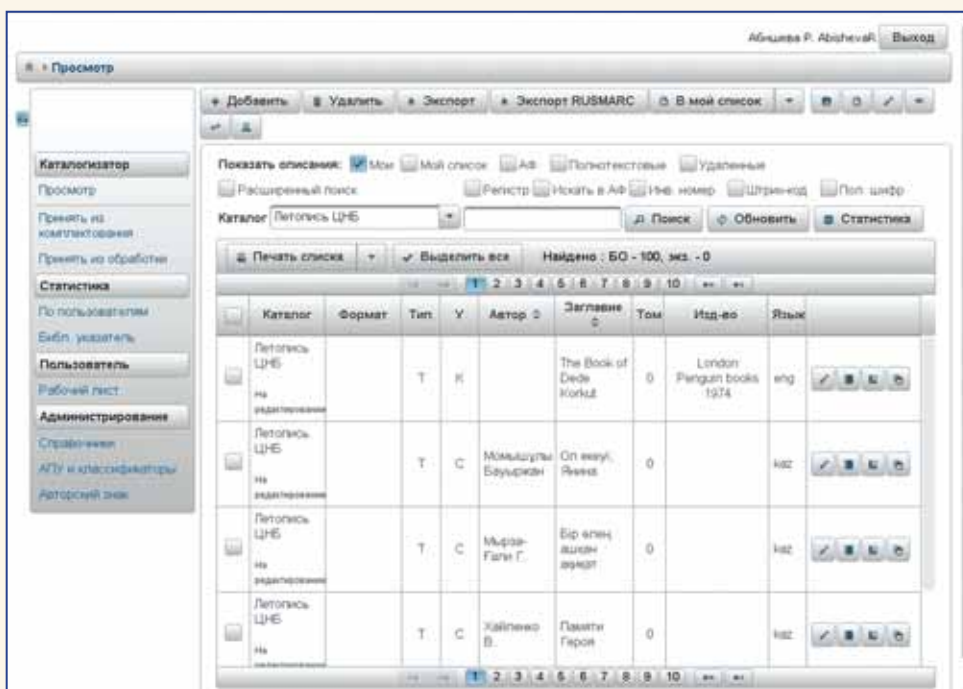 Абишева Р. AbishevaR. Выход
Просмотр
+ Добавить Удалить Экспорт Экспорт RUSMARC В мой список
Каталогизатор
Просмотр
Принять из
комплектования
Принять из обработки
Статистика
По пользователям
Библ. указатель
Пользователь
Рабочий лист
Администрирование
Справочники
АПУ и классификаторы
Авторский знак
Показать описания: Мои Мой список АФ Полнотекстовые Удаленные
Расширенный поиск Регистр Искать в АФ Инв. номер Штрих-код Пол. шифр
Каталог Летопись ЦНБ Поиск Обновить Статистика
Печать списка Выделить все Найдено : БО - 100, экз. - 0
1 2 3 4 5 6 7 8 9 10
Каталог Формат Тип У Автор Заглавие Том Изд-во Язык
Летопись
ЦНБ
На
редактирование
T K The Book of
Dede
Korkut 0 London
Penguin books
1974 eng
Летопись
ЦНБ
На
редактирование
T C Момышулы
Бауыржан Ол Янина 0 kaz
Летопись
ЦНБ
На
редактирование
T C Мырза-
Гали Г. Бір өлең
ашқан 0 kaz
Летопись
ЦНБ
На
T C
В. Памяти
Героя 0 kaz
1 2 3 4 5 6 7 8 9 10